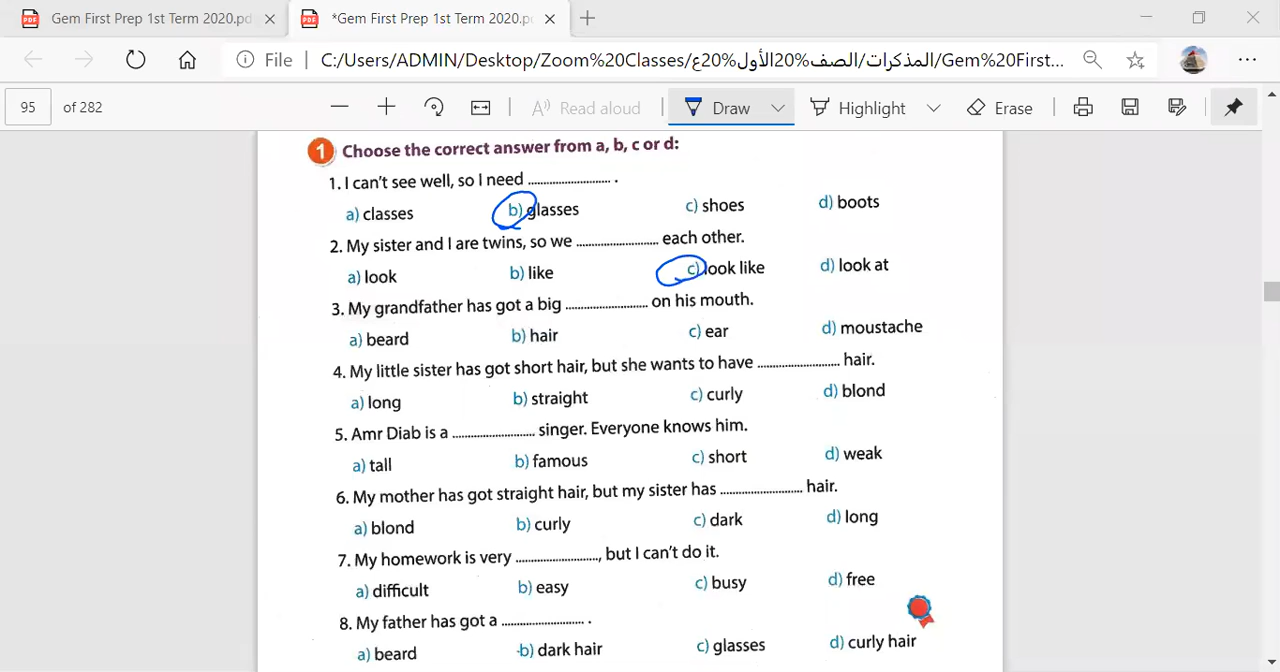 Gem First Prep 1st Term 2020.pd
*Gem First Prep 1st Term 2020.p
File
C:/Users/ADMIN/Desktop/Zoom%20Classes/المذكرات/الصف%20الأول%20ع/Gem%20First...
95 of 282
Read aloud
Draw
Highlight
Erase
1 Choose the correct answer from a, b, c or d:
1. I can't see well, so I need ........................ .
a) classes b) glasses c) shoes d) boots
2. My sister and I are twins, so we ........................ each other.
a) look b) like c) look like d) look at
3. My grandfather has got a big ........................ on his mouth.
a) beard b) hair c) ear d) moustache
4. My little sister has got short hair, but she wants to have ........................ hair.
a) long b) straight c) curly d) blond
5. Amr Diab is a ........................ singer. Everyone knows him.
a) tall b) famous c) short d) weak
6. My mother has got straight hair, but my sister has ........................ hair.
a) blond b) curly c) dark d) long
7. My homework is very ........................, but I can't do it.
a) difficult b) easy c) busy d) free
8. My father has got a ........................ .
a) beard b) dark hair c) glasses d) curly hair